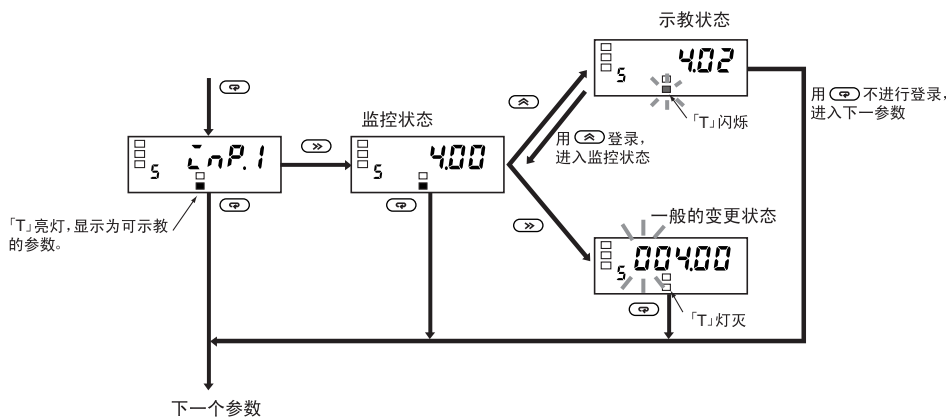 示教状态
4.02
S
用 不进行登录,
进入下一参数
「T」闪烁
监控状态
用 登录,
进入监控状态
inP.1
S
4.00
S
「T」亮灯,显示为可示教
的参数。
一般的变更状态
004.00
S
「T」灯灭
下一个参数